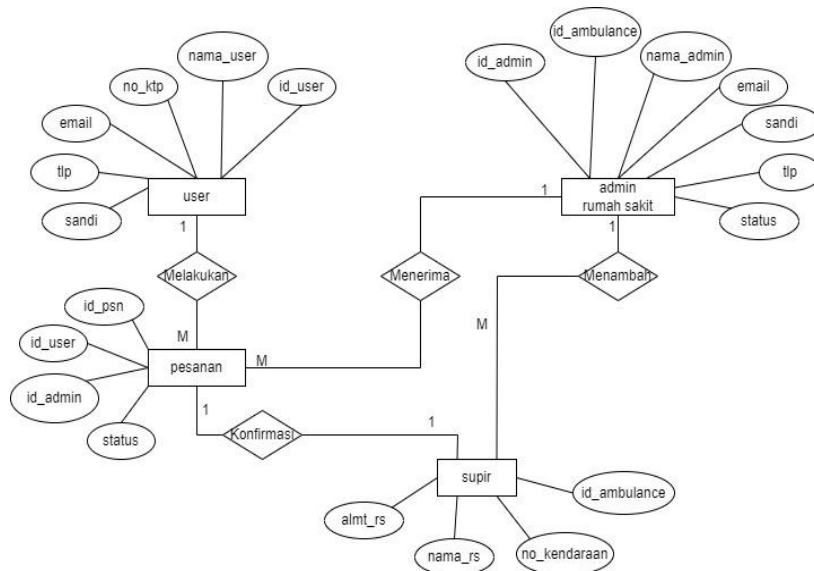 nama_user
id_ambulance
no_ktp
id_user
id_admin
nama_admin
email
email
sandi
tlp
tlp
sandi
status
user
admin
rumah sakit
1
1
1
Melakukan
Menerima
Menambah
M
M
M
id_psn
id_user
id_admin
status
pesanan
1
Konfirmasi
1
supir
id_ambulance
almt_rs
nama_rs
no_kendaraan